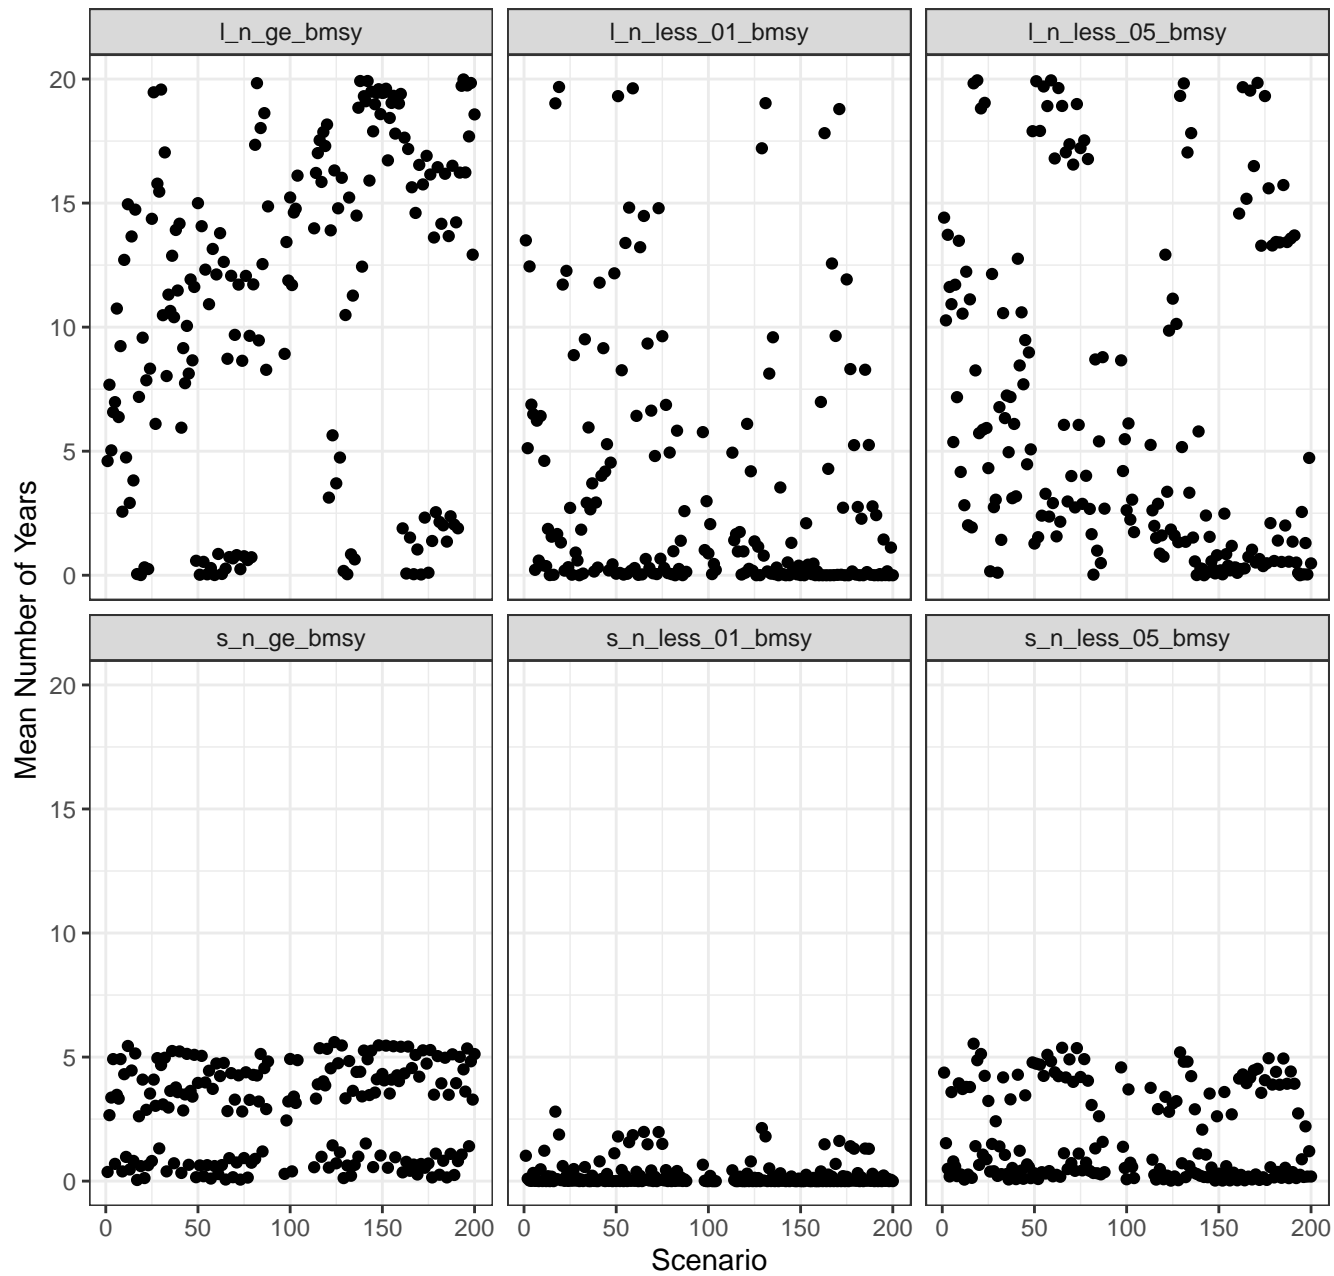 l_n_ge_bmsy l_n_less_01_bmsy l_n_less_05_bmsy
20
15
10
5
0
s_n_ge_bmsy s_n_less_01_bmsy s_n_less_05_bmsy
20
15
10
5
0
0 50 100 150 200 0 50 100 150 200 0 50 100 150 200
Scenario
Mean Number of Years